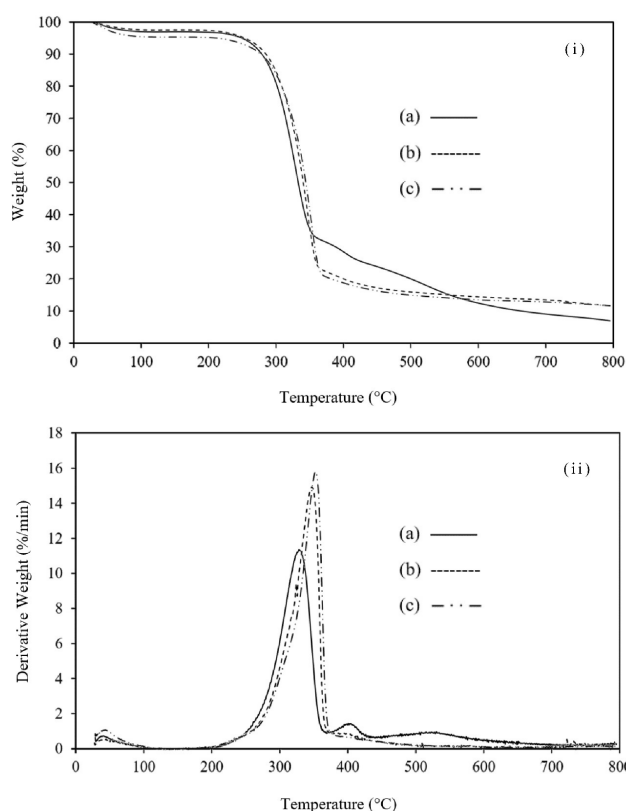 (i)
100
90
80
70
60
50
40
30
20
10
0
Weight (%)
(a)
(b)
(c)
0 100 200 300 400 500 600 700 800
Temperature (°C)
(ii)
18
16
14
12
10
8
6
4
2
0
Derivative Weight (%/min)
(a)
(b)
(c)
0 100 200 300 400 500 600 700 800
Temperature (°C)